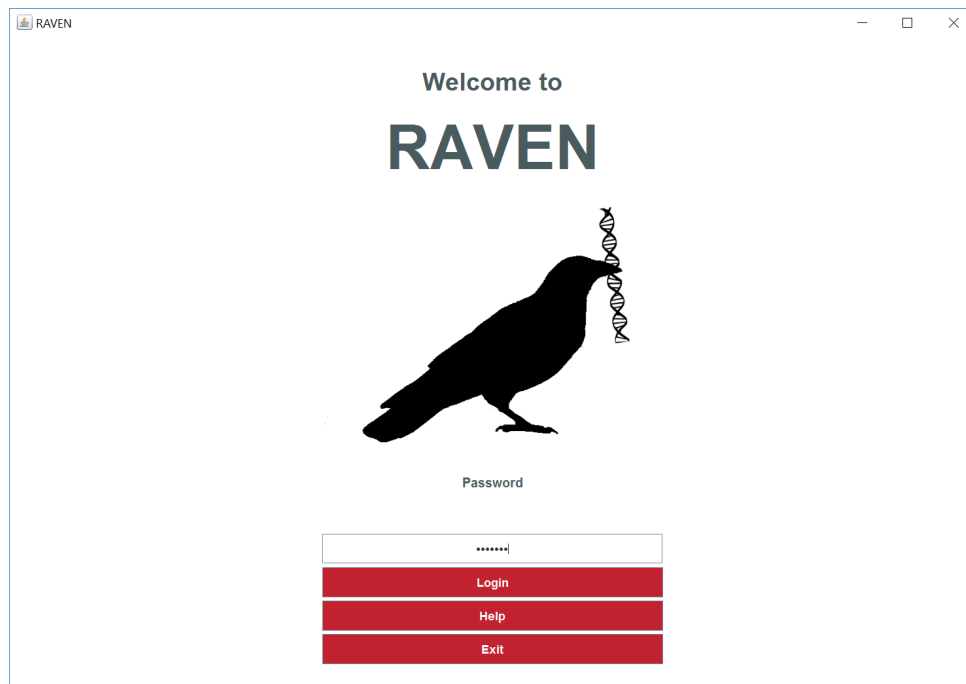 RAVEN
Welcome to
RAVEN
Password
•••••••
Login
Help
Exit